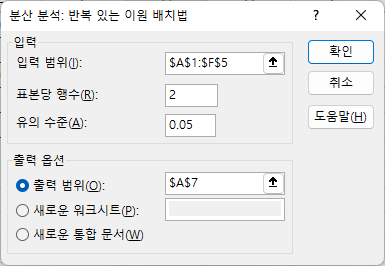 분산 분석: 반복 있는 이원 배치법 ? ×
입력
입력 범위(I): $A$1:$F$5
확인
표본당 행수(R): 2
취소
유의 수준(A): 0.05
도움말(H)
출력 옵션
출력 범위(O): $A$7
새로운 워크시트(P):
새로운 통합 문서(W)